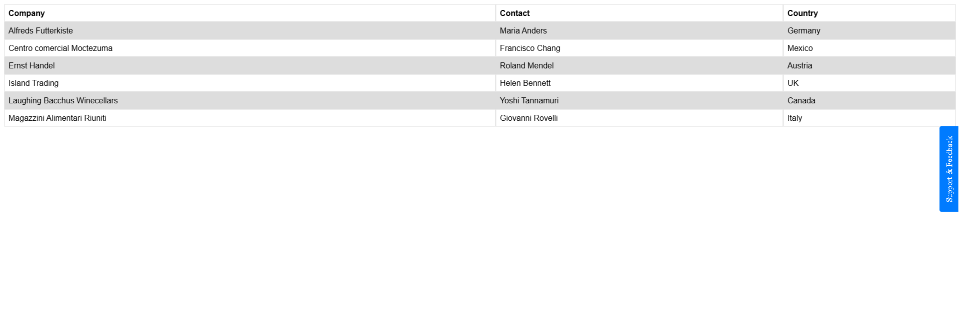 Company Contact Country
Alfreds Futterkiste Maria Anders Germany
Centro comercial Moctezuma Francisco Chang Mexico
Ernst Handel Roland Mendel Austria
Island Trading Helen Bennett UK
Laughing Bacchus Winecellars Yoshi Tannamuri Canada
Magazzini Alimentari Riuniti Giovanni Rovelli Italy
Support & Feedback